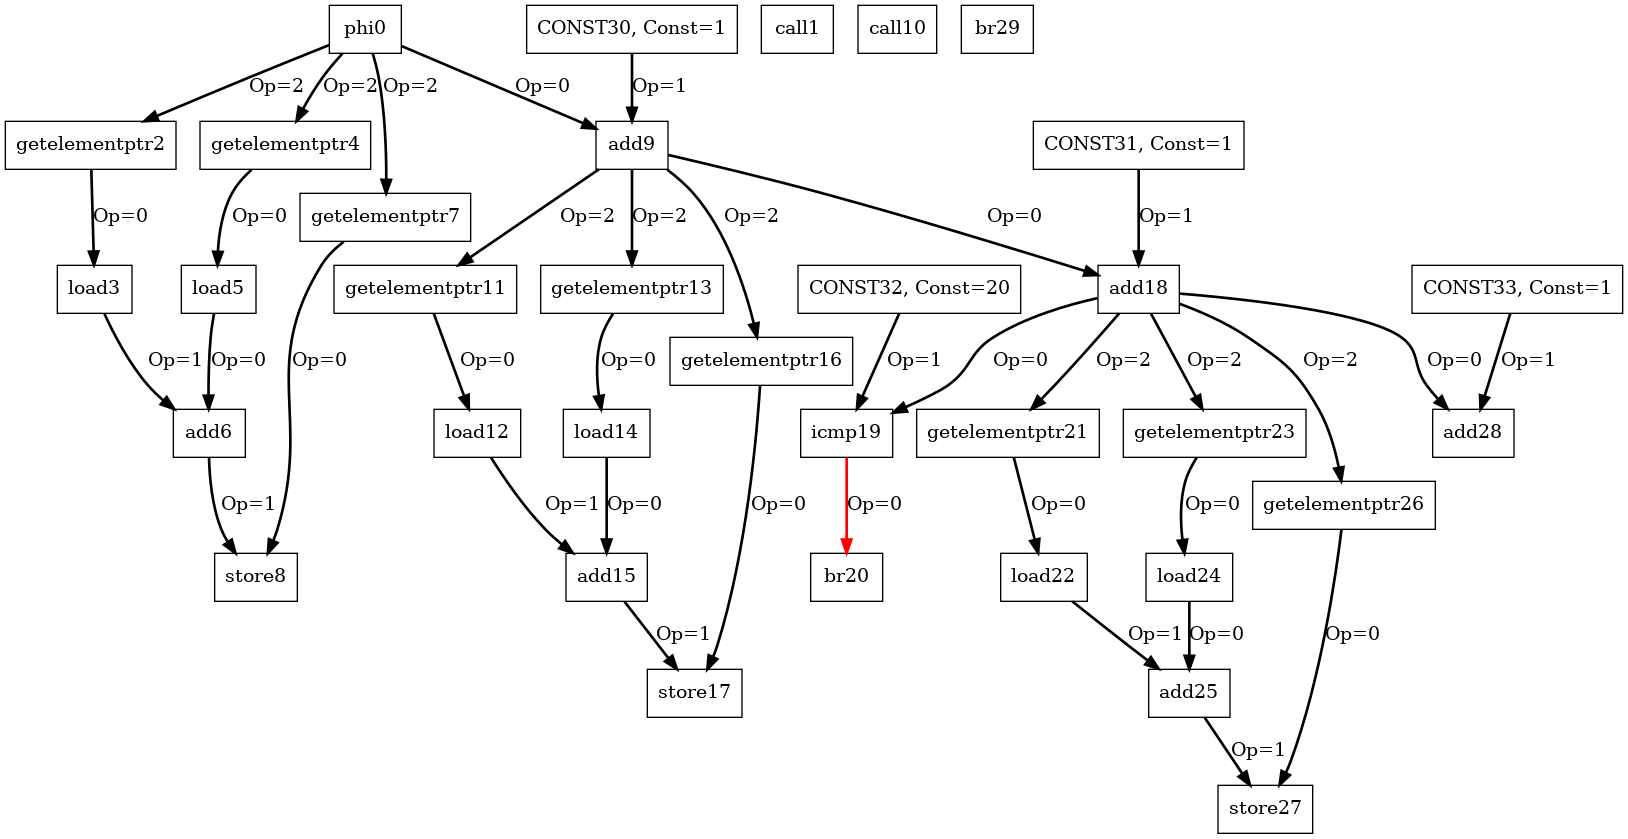 phi0
CONST30, Const=1
call1
call10
br29
Op=2
Op=2
Op=2
Op=0
Op=1
getelementptr2
getelementptr4
add9
CONST31, Const=1
Op=0
Op=0
getelementptr7
Op=2
Op=2
Op=2
Op=0
Op=1
load3
load5
getelementptr11
getelementptr13
CONST32, Const=20
add18
CONST33, Const=1
Op=1
Op=0
Op=0
Op=0
Op=0
getelementptr16
Op=1
Op=0
Op=2
Op=2
Op=2
Op=0
Op=1
add6
load12
load14
icmp19
getelementptr21
getelementptr23
add28
Op=1
Op=1
Op=0
Op=0
Op=0
Op=0
Op=0
getelementptr26
store8
add15
br20
load22
load24
Op=1
Op=1
Op=0
Op=0
store17
add25
Op=1
store27